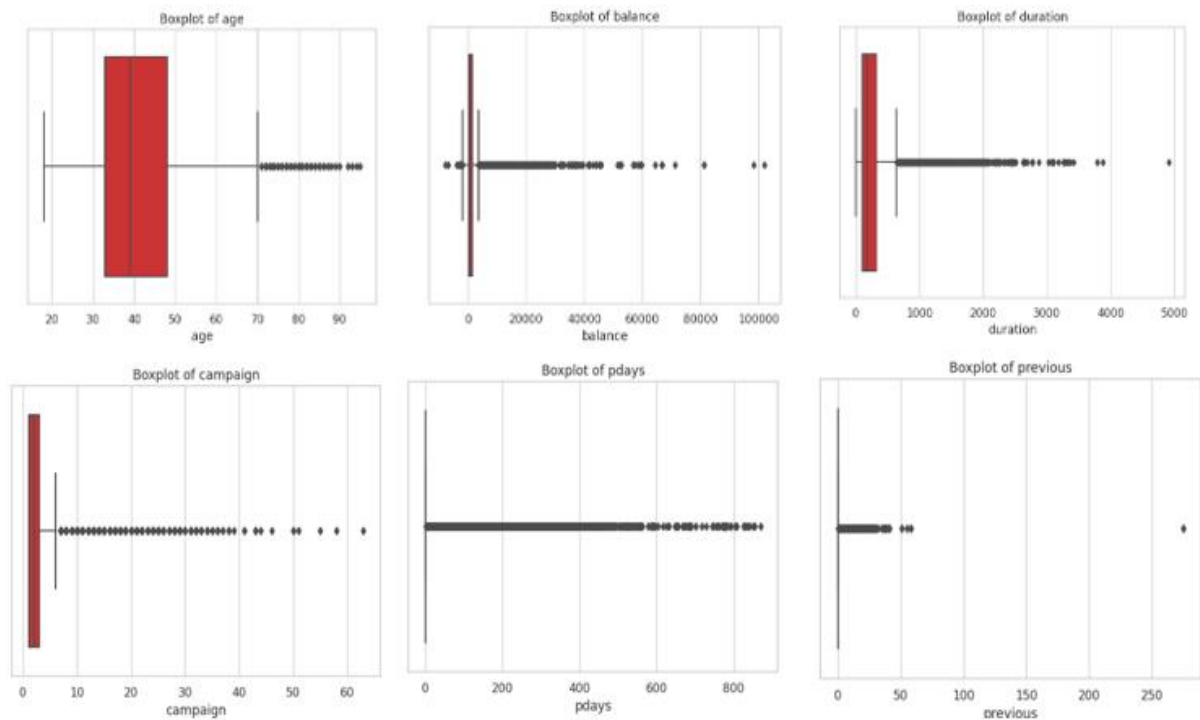 Boxplot of age
20 30 40 50 60 70 80 90
age
Boxplot of balance
0 20000 40000 60000 80000 100000
balance
Boxplot of duration
0 1000 2000 3000 4000 5000
duration
Boxplot of campaign
0 10 20 30 40 50 60
campaign
Boxplot of pdays
0 200 400 600 800
pdays
Boxplot of previous
0 50 100 150 200 250
previous